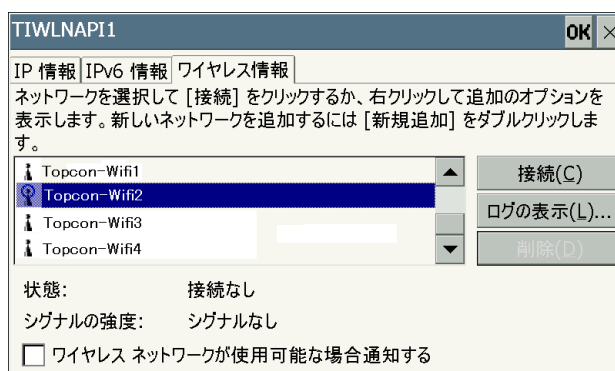 TIWLNAPI1
OK ×
IP 情報 IPv6 情報 ワイヤレス情報
ネットワークを選択して [接続] をクリックするか、右クリックして追加のオプションを
表示します。新しいネットワークを追加するには [新規追加] をダブルクリックしま
す。
Topcon-Wifi1
Topcon-Wifi2
Topcon-Wifi3
Topcon-Wifi4
接続(C)
ログの表示(L)...
削除(D)
状態: 接続なし
シグナルの強度: シグナルなし
ワイヤレス ネットワークが使用可能な場合通知する